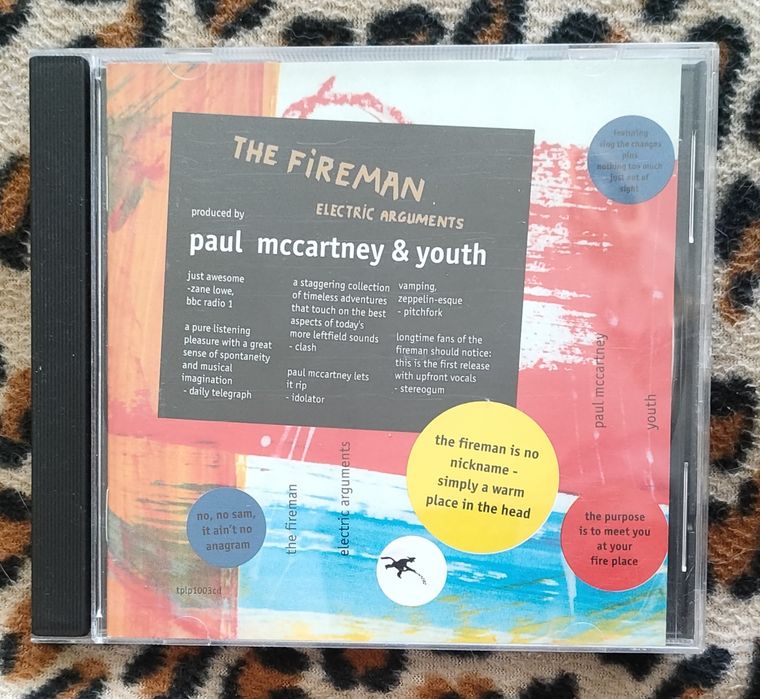 THE FiREMAN
ELECTRiC ARGUMENTS
produced by
paul mccartney & youth
just awesome
-zane lowe,
bbc radio 1
a pure listening
pleasure with a great
sense of spontaneity
and musical
imagination
- daily telegraph
a staggering collection
of timeless adventures
that touch on the best
aspects of today's
more leftfield sounds
- clash
paul mccartney lets
it rip
- idolator
vamping,
zeppelin-esque
- pitchfork
longtime fans of the
fireman should notice:
this is the first release
with upfront vocals
- stereogum
featuring
sing the changes
plus
nothing too much
just out of
sight
paul mccartney
youth
the fireman is no
nickname -
simply a warm
place in the head
the fireman
electric arguments
no, no sam,
it ain't no
anagram
the purpose
is to meet you
at your
fire place
tplp1003cd